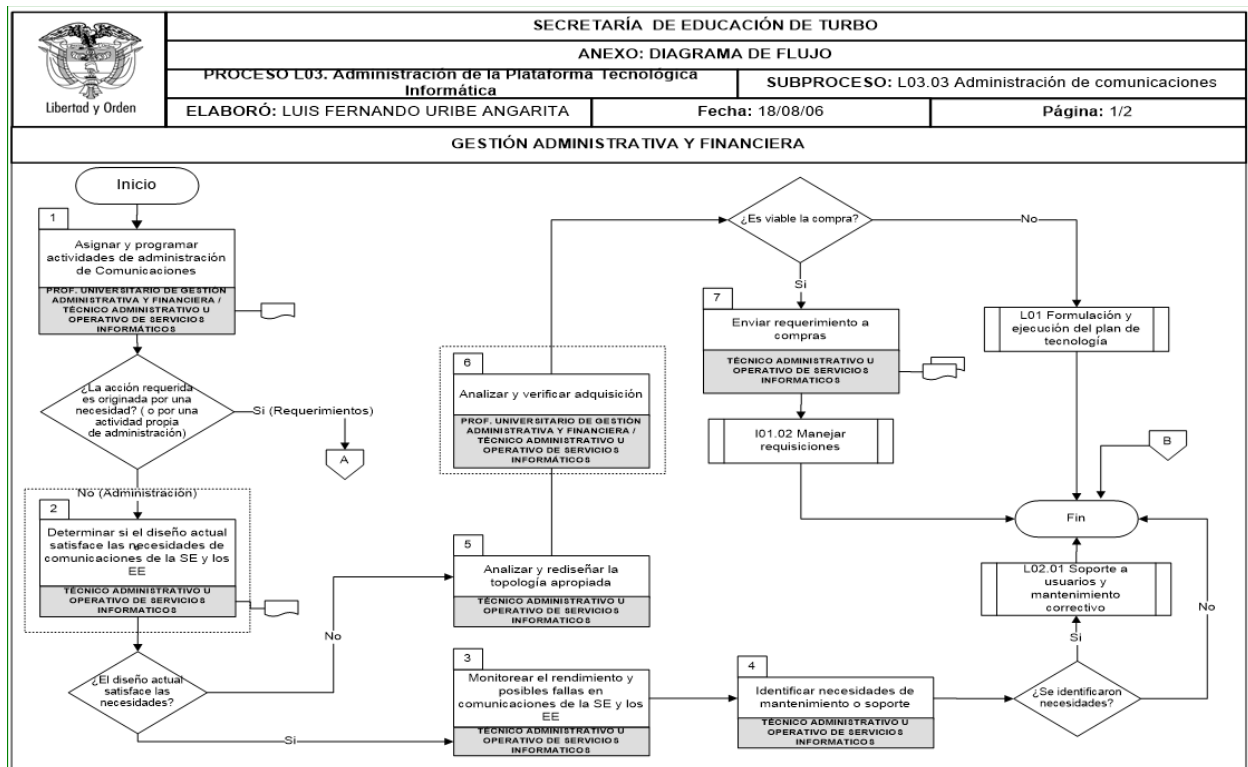 SECRETARÍA DE EDUCACIÓN DE TURBO
ANEXO: DIAGRAMA DE FLUJO
PROCESO L03. Administración de la Plataforma Tecnológica
Informática
SUBPROCESO: L03.03 Administración de comunicaciones
Libertad y Orden
ELABORÓ: LUIS FERNANDO URIBE ANGARITA
Fecha: 18/08/06
Página: 1/2
GESTIÓN ADMINISTRATIVA Y FINANCIERA
Inicio
1
Asignar y programar
actividades de administración
de Comunicaciones
PROF. UNIVERSITARIO DE GESTIÓN
ADMINISTRATIVA Y FINANCIERA /
TÉCNICO ADMINISTRATIVO U
OPERATIVO DE SERVICIOS
INFORMÁTICOS
¿La acción requerida
es originada por una
necesidad? ( o por una
actividad propia
de administración)
Si (Requerimientos)
A
No (Administración)
2
Determinar si el diseño actual
satisface las necesidades de
comunicaciones de la SE y los
EE
TÉCNICO ADMINISTRATIVO U
OPERATIVO DE SERVICIOS
INFORMATICOS
¿El diseño actual
satisface las
necesidades?
No
Si
5
Analizar y rediseñar la
topología apropiada
TÉCNICO ADMINISTRATIVO U
OPERATIVO DE SERVICIOS
INFORMATICOS
6
Analizar y verificar adquisición
PROF. UNIVERSITARIO DE GESTIÓN
ADMINISTRATIVA Y FINANCIERA /
TÉCNICO ADMINISTRATIVO U
OPERATIVO DE SERVICIOS
INFORMÁTICOS
¿Es viable la compra?
No
Si
7
Enviar requerimiento a
compras
TÉCNICO ADMINISTRATIVO U
OPERATIVO DE SERVICIOS
INFORMATICOS
I01.02 Manejar
requisiciones
L01 Formulación y
ejecución del plan de
tecnología
B
Fin
3
Monitorear el rendimiento y
posibles fallas en
comunicaciones de la SE y los
EE
TÉCNICO ADMINISTRATIVO U
OPERATIVO DE SERVICIOS
INFORMATICOS
4
Identificar necesidades de
mantenimiento o soporte
TÉCNICO ADMINISTRATIVO U
OPERATIVO DE SERVICIOS
INFORMATICOS
¿Se identificaron
necesidades?
Si
No
L02.01 Soporte a
usuarios y
mantenimiento
correctivo